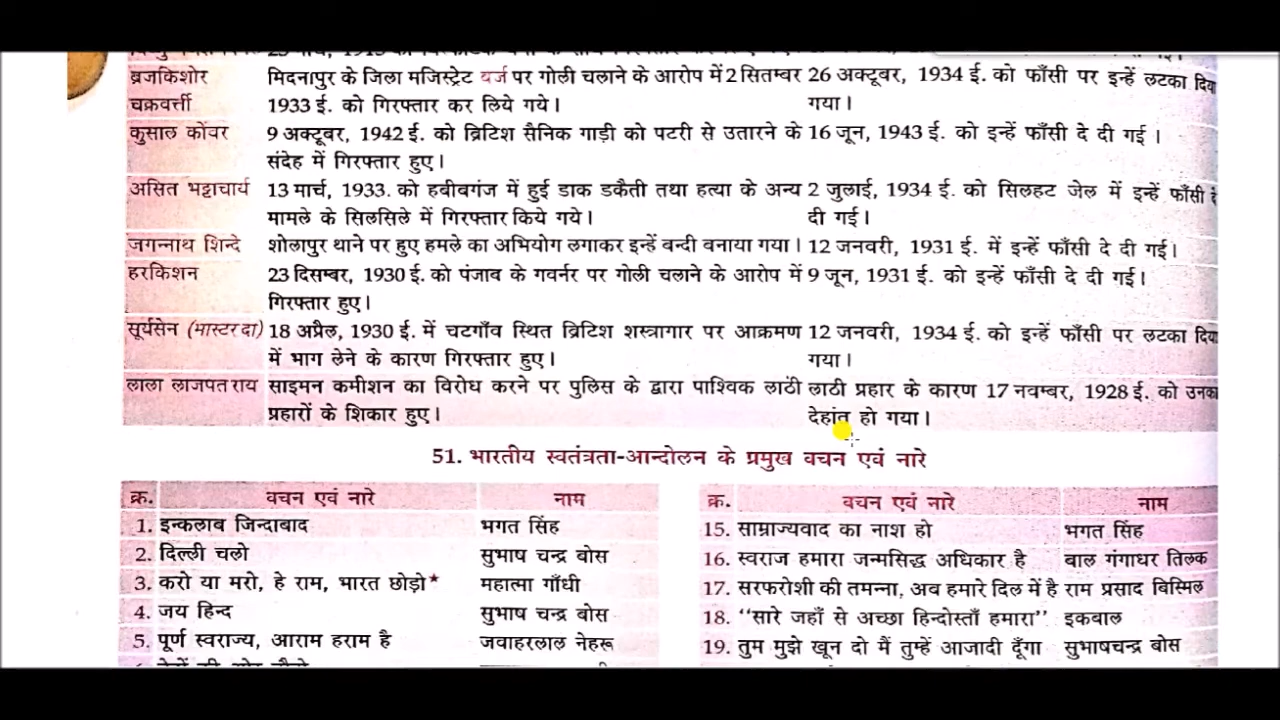 ब्रजकिशोर मिदनापुर के जिला मजिस्ट्रेट बर्ज पर गोली चलाने के आरोप में 2 सितम्बर 26 अक्टूबर, 1934 ई. को फाँसी पर इन्हें लटका दिया
चक्रवर्त्ती 1933 ई. को गिरफ्तार कर लिये गये। गया।
कुसाल कोंवर 9 अक्टूबर, 1942 ई. को ब्रिटिश सैनिक गाड़ी को पटरी से उतारने के 16 जून, 1943 ई. को इन्हें फाँसी दे दी गई।
संदेह में गिरफ्तार हुए।
असित भट्टाचार्य 13 मार्च, 1933. को हबीबगंज में हुई डाक डकैती तथा हत्या के अन्य 2 जुलाई, 1934 ई. को सिलहट जेल में इन्हें फाँसी दे
मामले के सिलसिले में गिरफ्तार किये गये। दी गई।
जगन्नाथ शिन्दे शोलापुर थाने पर हुए हमले का अभियोग लगाकर इन्हें बन्दी बनाया गया। 12 जनवरी, 1931 ई. में इन्हें फाँसी दे दी गई।
हरकिशन 23 दिसम्बर, 1930 ई. को पंजाब के गवर्नर पर गोली चलाने के आरोप में 9 जून, 1931 ई. को इन्हें फाँसी दे दी गई।
गिरफ्तार हुए।
सूर्यसेन (मास्टर दा) 18 अप्रैल, 1930 ई. में चटगाँव स्थित ब्रिटिश शस्त्रागार पर आक्रमण 12 जनवरी, 1934 ई. को इन्हें फाँसी पर लटका दिया
में भाग लेने के कारण गिरफ्तार हुए। गया।
लाला लाजपत राय साइमन कमीशन का विरोध करने पर पुलिस के द्वारा पाश्विक लाठी लाठी प्रहार के कारण 17 नवम्बर, 1928 ई. को उनका
प्रहारों के शिकार हुए। देहांत हो गया।
51. भारतीय स्वतंत्रता-आन्दोलन के प्रमुख वचन एवं नारे
क्र. वचन एवं नारे नाम क्र. वचन एवं नारे नाम
1. इन्कलाब जिन्दाबाद भगत सिंह 15. साम्राज्यवाद का नाश हो भगत सिंह
2. दिल्ली चलो सुभाष चन्द्र बोस 16. स्वराज हमारा जन्मसिद्ध अधिकार है बाल गंगाधर तिलक
3. करो या मरो, हे राम, भारत छोड़ो* महात्मा गाँधी 17. सरफरोशी की तमन्ना, अब हमारे दिल में है राम प्रसाद बिस्मिल
4. जय हिन्द सुभाष चन्द्र बोस 18. “सारे जहाँ से अच्छा हिन्दोस्ताँ हमारा” इकबाल
5. पूर्ण स्वराज्य, आराम हराम है जवाहरलाल नेहरू 19. तुम मुझे खून दो मैं तुम्हें आजादी दूँगा सुभाषचन्द्र बोस